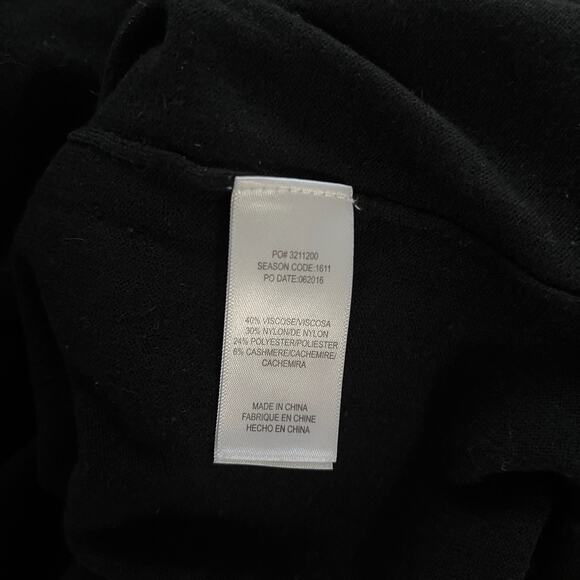 PO# 3211200
SEASON CODE:1611
PO DATE:062016
40% VISCOSE/VISCOSA
30% NYLON/DE NYLON
24% POLYESTER/POLIESTER
6% CASHMERE/CACHEMIRE/
CACHEMIRA
MADE IN CHINA
FABRIQUE EN CHINE
HECHO EN CHINA